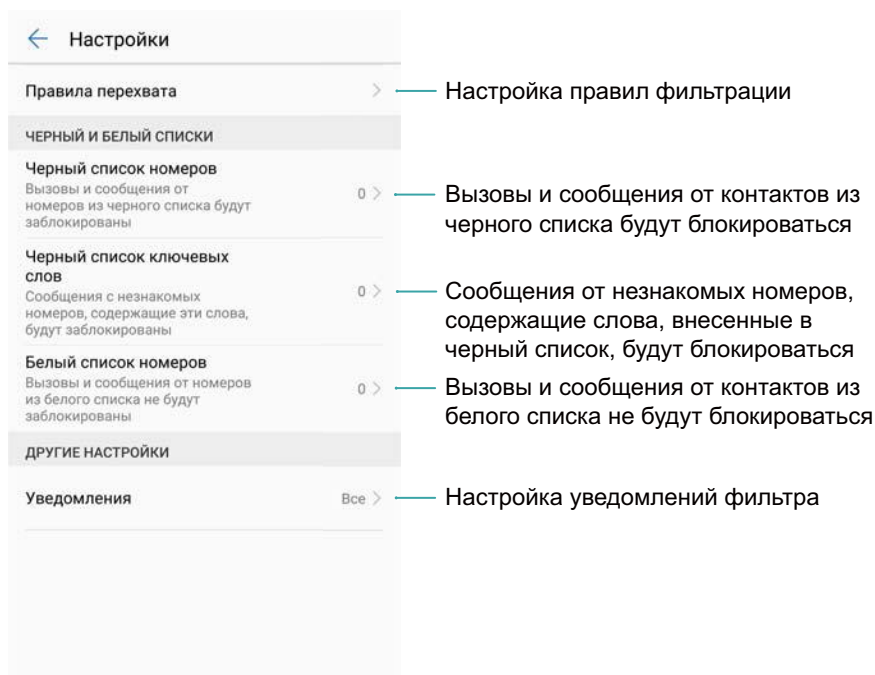 Настройки
Правила перехвата
Настройка правил фильтрации
ЧЕРНЫЙ И БЕЛЫЙ СПИСКИ
Черный список номеров
Вызовы и сообщения от
номеров из черного списка будут
заблокированы
0
Вызовы и сообщения от контактов из
черного списка будут блокироваться
Черный список ключевых
слов
Сообщения с незнакомых
номеров, содержащие эти слова,
будут заблокированы
0
Сообщения от незнакомых номеров,
содержащие слова, внесенные в
черный список, будут блокироваться
Белый список номеров
Вызовы и сообщения от номеров
из белого списка не будут
заблокированы
0
Вызовы и сообщения от контактов из
белого списка не будут блокироваться
ДРУГИЕ НАСТРОЙКИ
Уведомления
Все
Настройка уведомлений фильтра